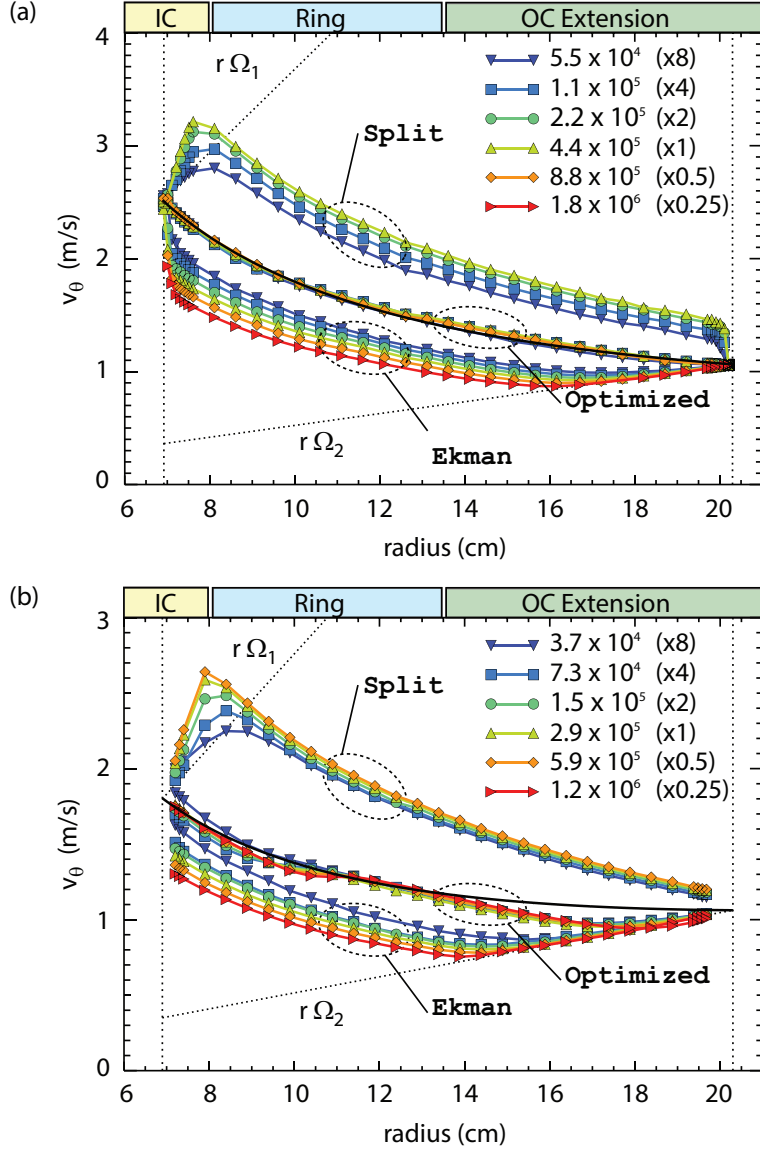 (a)
IC Ring OC Extension
4
r Ω₁
5.5 x 10⁴ (x8)
1.1 x 10⁵ (x4)
2.2 x 10⁵ (x2)
4.4 x 10⁵ (x1)
8.8 x 10⁵ (x0.5)
1.8 x 10⁶ (x0.25)
Split
3
v_θ (m/s)
2
1
Optimized
r Ω₂
Ekman
0
6 8 10 12 14 16 18 20
radius (cm)
(b)
IC Ring OC Extension
3
r Ω₁
3.7 x 10⁴ (x8)
7.3 x 10⁴ (x4)
1.5 x 10⁵ (x2)
2.9 x 10⁵ (x1)
5.9 x 10⁵ (x0.5)
1.2 x 10⁶ (x0.25)
Split
2
v_θ (m/s)
1
Optimized
r Ω₂
Ekman
0
6 8 10 12 14 16 18 20
radius (cm)